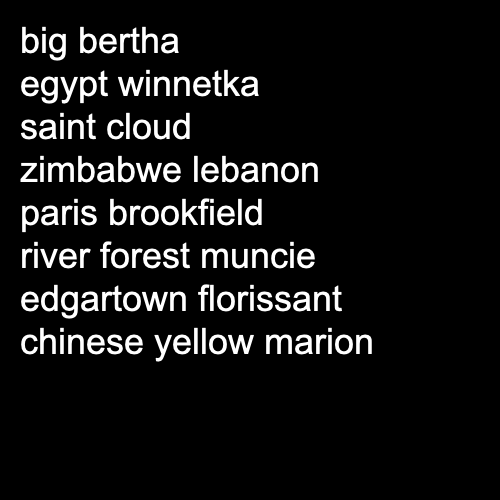 big bertha
egypt winnetka
saint cloud
zimbabwe lebanon
paris brookfield
river forest muncie
edgartown florissant
chinese yellow marion